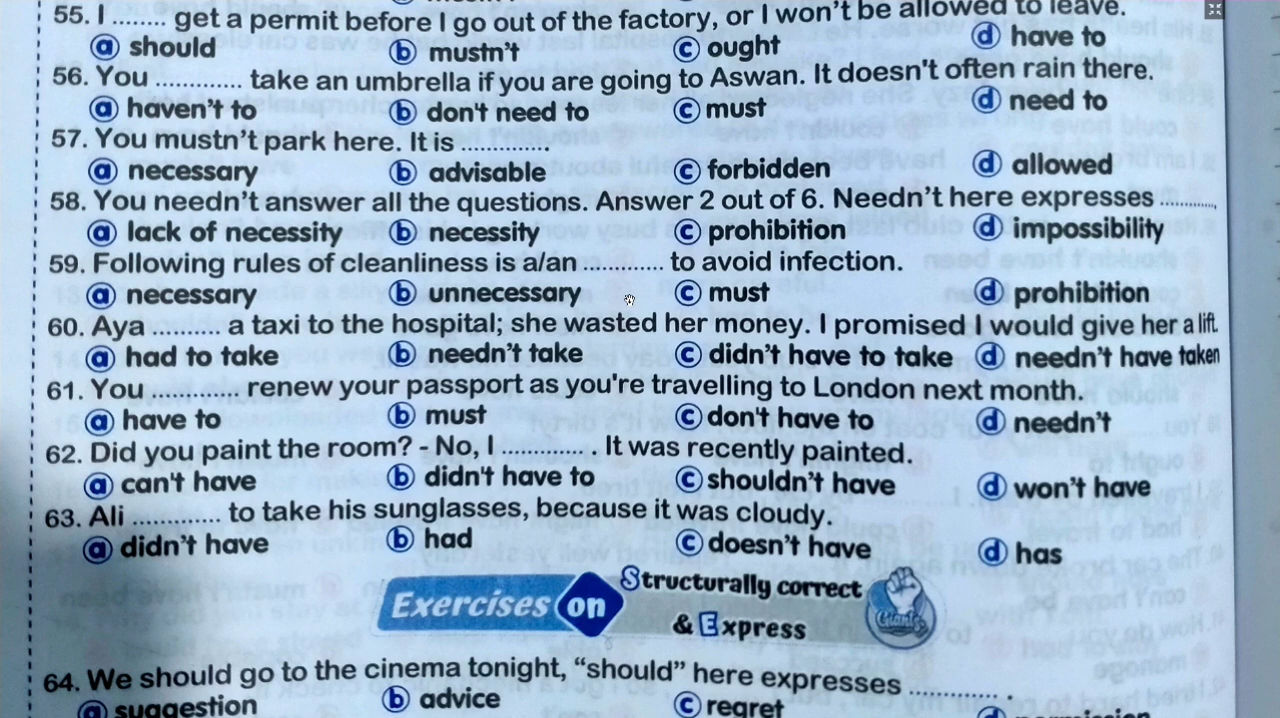 55. I ......... get a permit before I go out of the factory, or I won't be allowed to leave.
a should b mustn't c ought d have to
56. You ............. take an umbrella if you are going to Aswan. It doesn't often rain there.
a haven't to b don't need to c must d need to
57. You mustn't park here. It is ..............
a necessary b advisable c forbidden d allowed
58. You needn't answer all the questions. Answer 2 out of 6. Needn't here expresses .........
a lack of necessity b necessity c prohibition d impossibility
59. Following rules of cleanliness is a/an ............ to avoid infection.
a necessary b unnecessary c must d prohibition
60. Aya ........... a taxi to the hospital; she wasted her money. I promised I would give her a lift.
a had to take b needn't take c didn't have to take d needn't have taken
61. You .............. renew your passport as you're travelling to London next month.
a have to b must c don't have to d needn't
62. Did you paint the room? - No, I .............. . It was recently painted.
a can't have b didn't have to c shouldn't have d won't have
63. Ali ............. to take his sunglasses, because it was cloudy.
a didn't have b had c doesn't have d has
Exercises on Structurally correct
& Express
Giants
64. We should go to the cinema tonight, "should" here expresses ............. .
a suggestion b advice c regret d permission